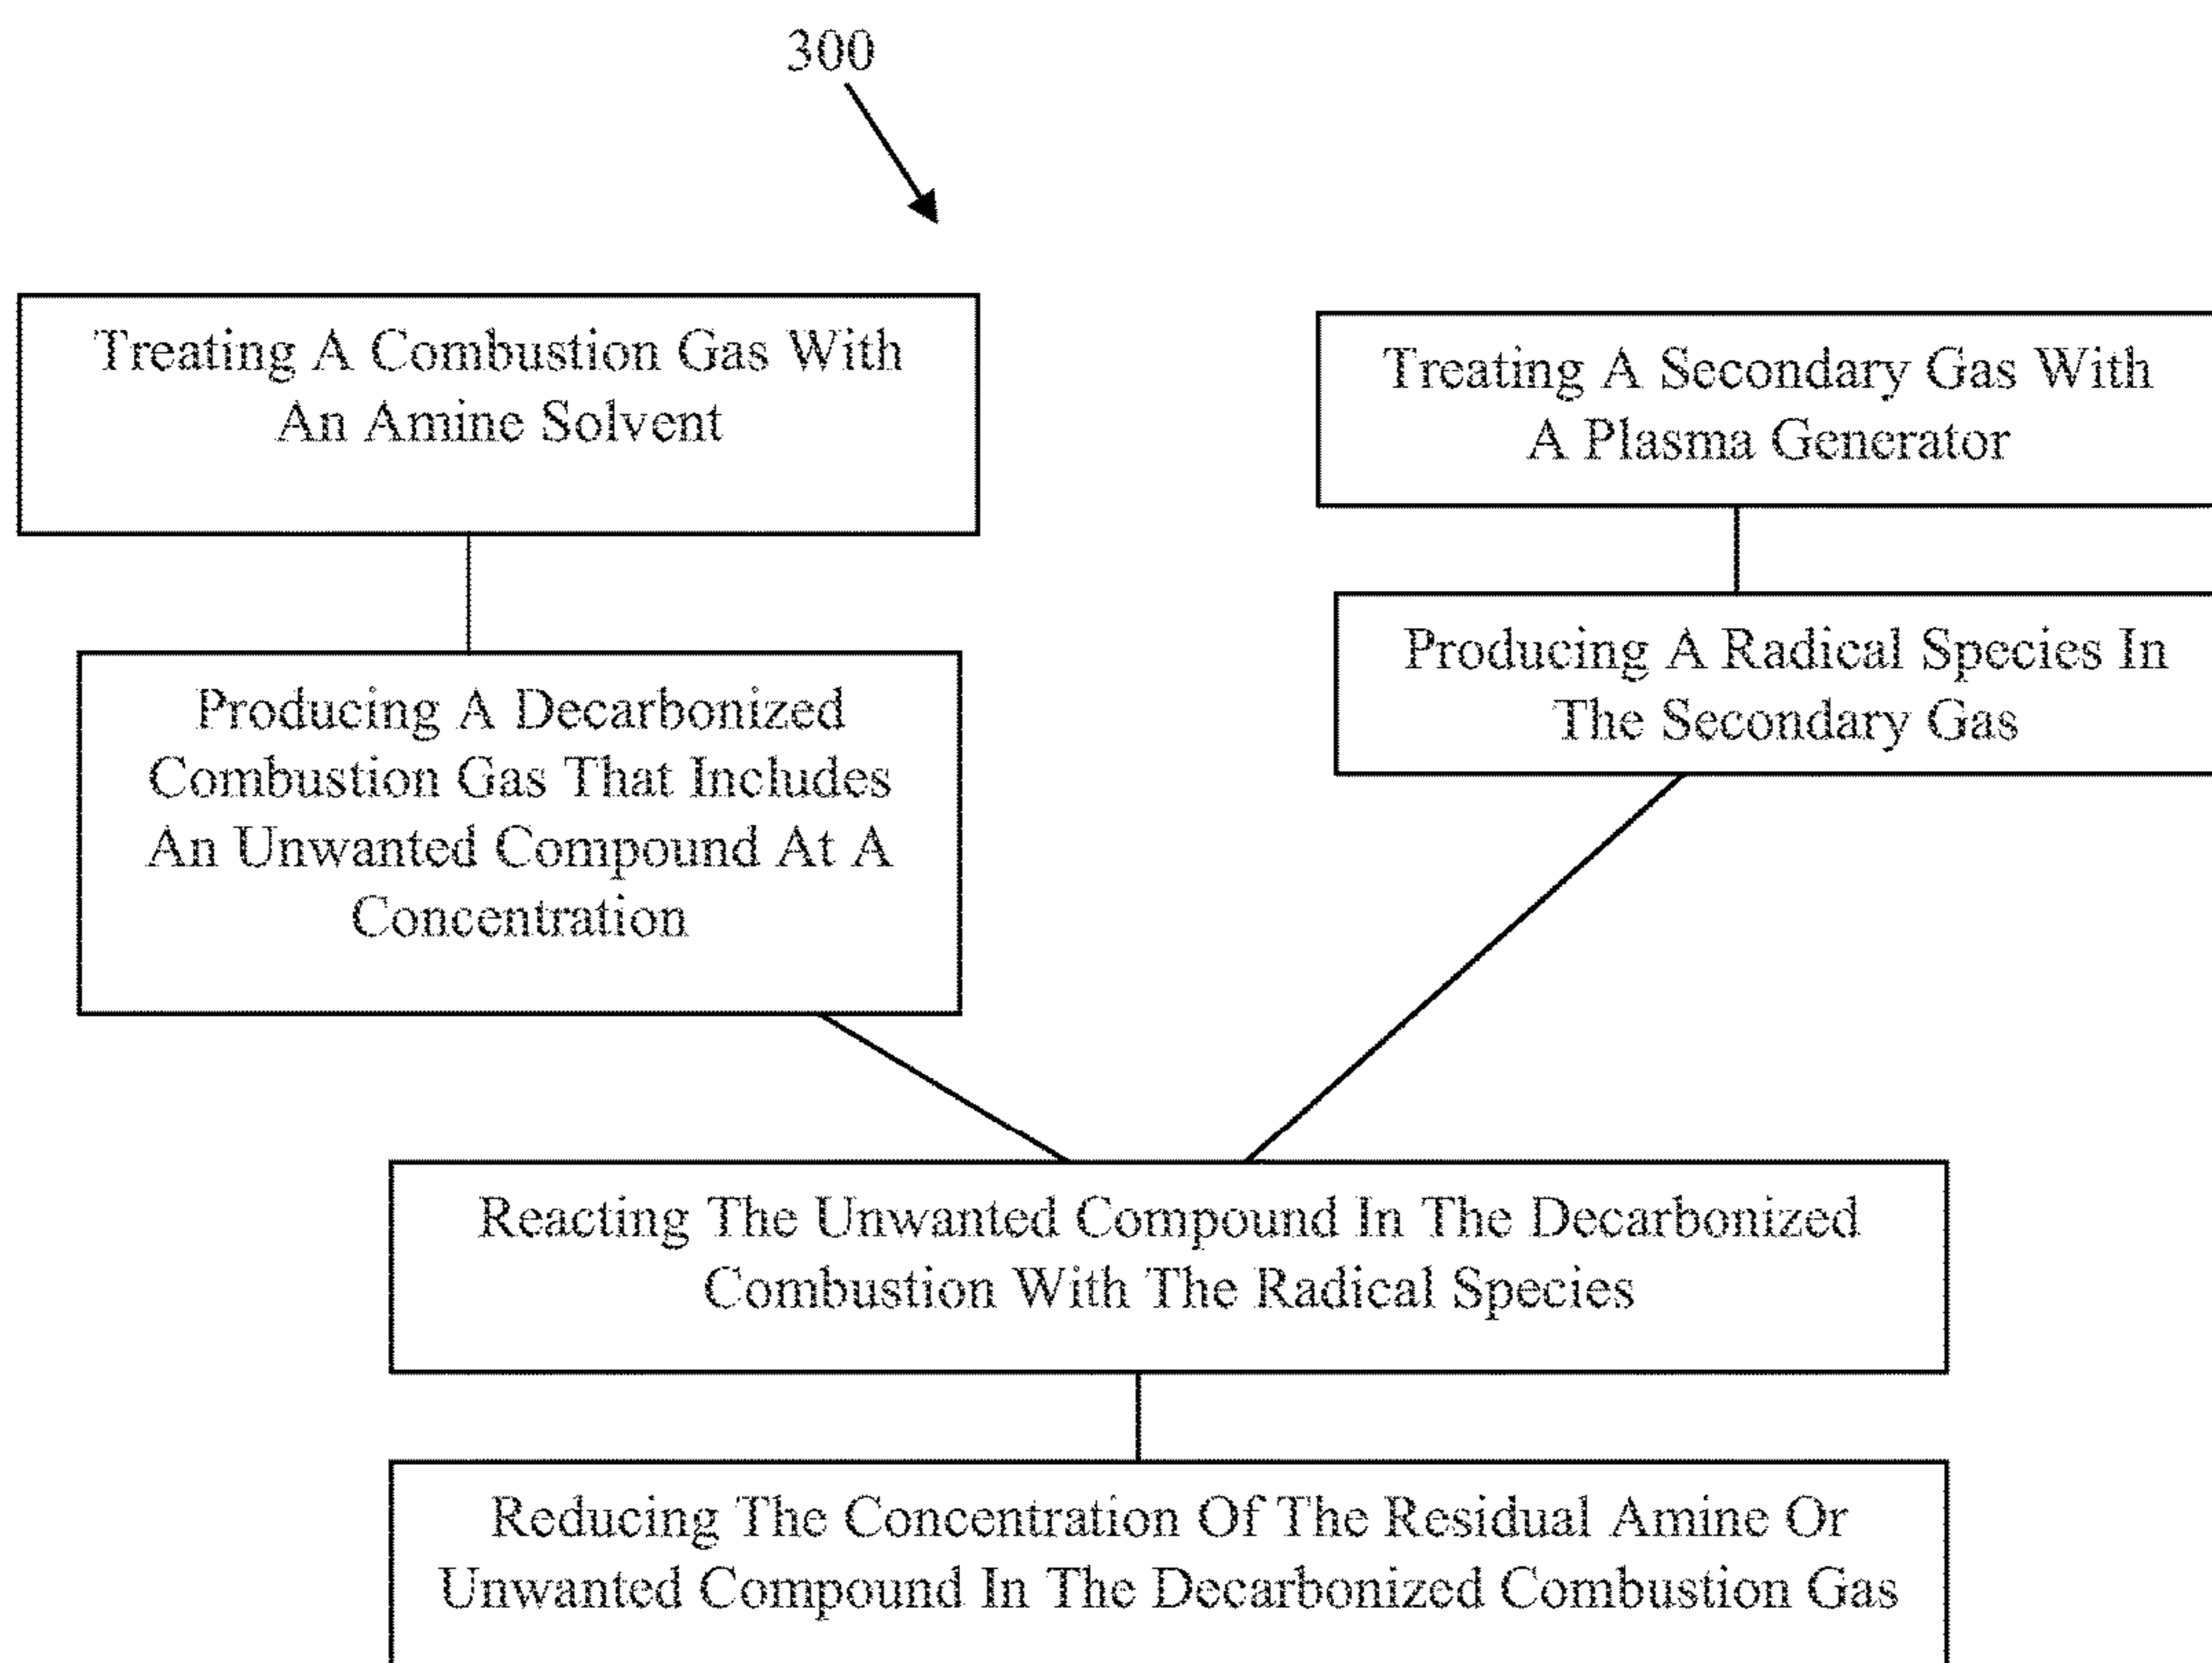 300
Treating A Combustion Gas With
An Amine Solvent
Treating A Secondary Gas With
A Plasma Generator
Producing A Decarbonized
Combustion Gas That Includes
An Unwanted Compound At A
Concentration
Producing A Radical Species In
The Secondary Gas
Reacting The Unwanted Compound In The Decarbonized
Combustion With The Radical Species
Reducing The Concentration Of The Residual Amine Or
Unwanted Compound In The Decarbonized Combustion Gas